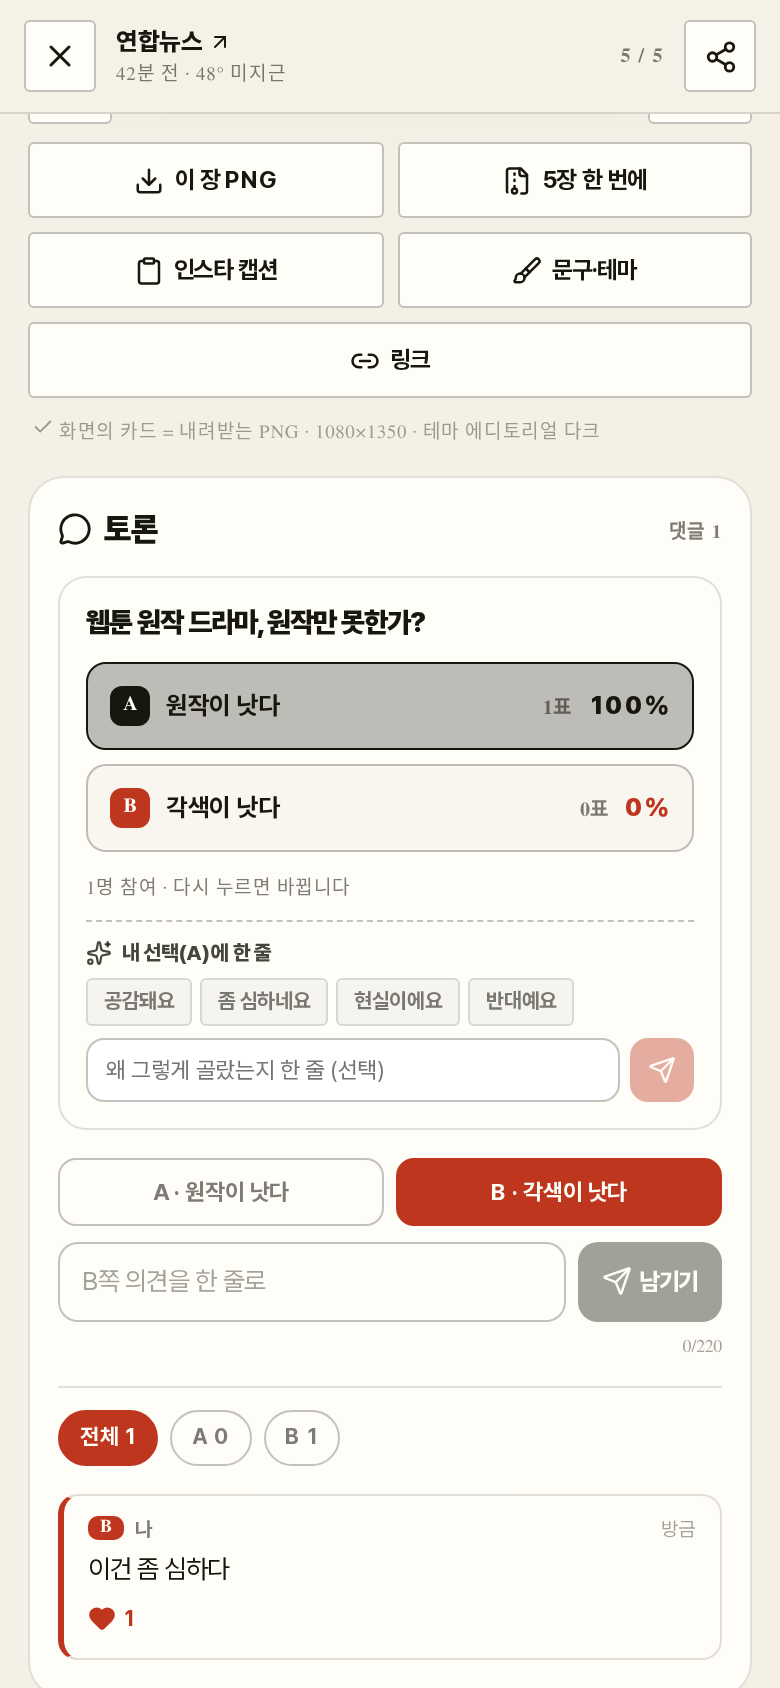 연합뉴스
42분 전 · 48° 미지근
5 / 5
이 장 PNG
5장 한 번에
인스타 캡션
문구·테마
링크
화면의 카드 = 내려받는 PNG · 1080×1350 · 테마 에디토리얼 다크
토론
댓글 1
웹툰 원작 드라마, 원작만 못한가?
A 원작이 낫다 1표 100%
B 각색이 낫다 0표 0%
1명 참여 · 다시 누르면 바뀝니다
내 선택(A)에 한 줄
공감돼요 좀 심하네요 현실이에요 반대예요
왜 그렇게 골랐는지 한 줄 (선택)
A · 원작이 낫다
B · 각색이 낫다
B쪽 의견을 한 줄로
남기기
0/220
전체 1 A 0 B 1
B 나 방금
이건 좀 심하다
1